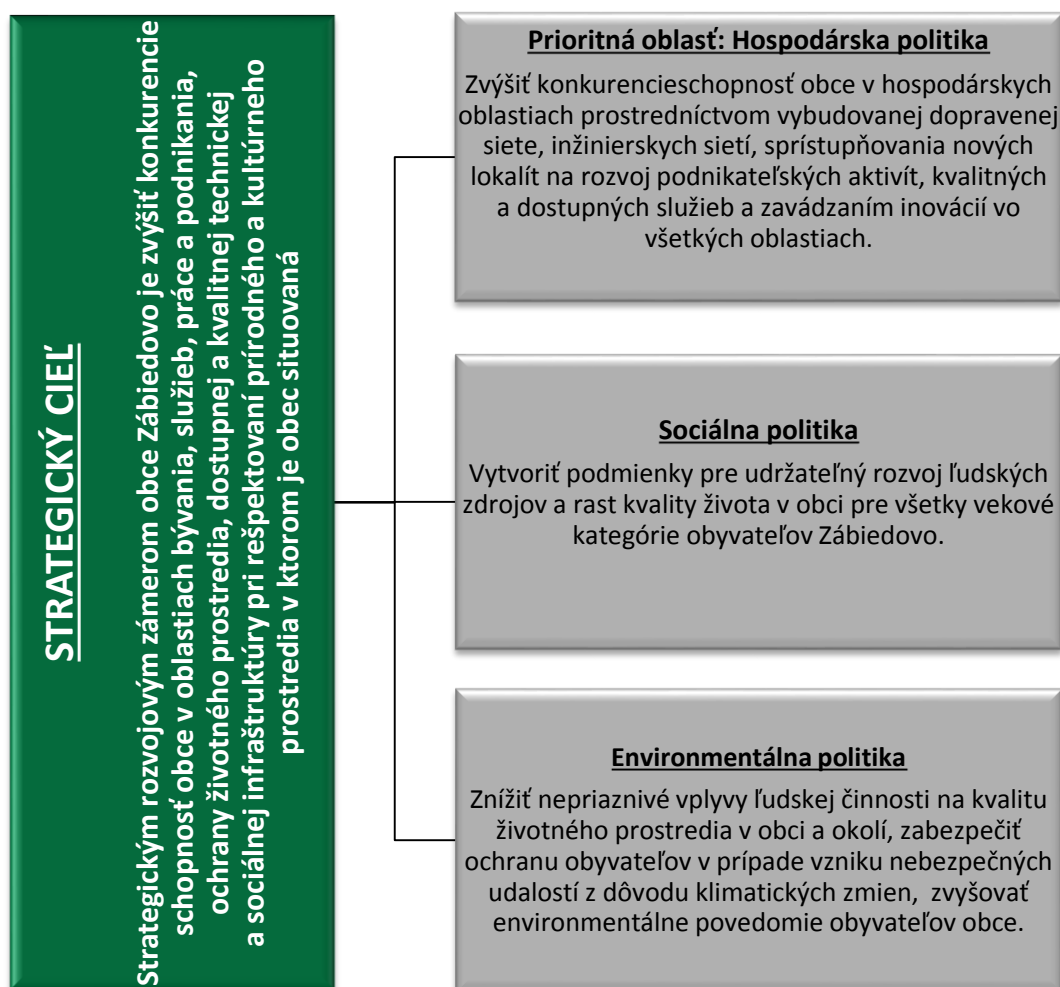 STRATEGICKÝ CIEĽ
Strategickým rozvojovým zámerom obce Zábiedovo je zvýšiť konkurencie
schopnosť obce v oblastiach bývania, služieb, práce a podnikania,
ochrany životného prostredia, dostupnej a kvalitnej technickej
a sociálnej infraštruktúry pri rešpektovaní prírodného a kultúrneho
prostredia v ktorom je obec situovaná
Prioritná oblasť: Hospodárska politika
Zvýšiť konkurencieschopnosť obce v hospodárskych
oblastiach prostredníctvom vybudovanej dopravenej
siete, inžinierskych sietí, sprístupňovania nových
lokalít na rozvoj podnikateľských aktivít, kvalitných
a dostupných služieb a zavádzaním inovácií vo
všetkých oblastiach.
Sociálna politika
Vytvoriť podmienky pre udržateľný rozvoj ľudských
zdrojov a rast kvality života v obci pre všetky vekové
kategórie obyvateľov Zábiedovo.
Environmentálna politika
Znížiť nepriaznivé vplyvy ľudskej činnosti na kvalitu
životného prostredia v obci a okolí, zabezpečiť
ochranu obyvateľov v prípade vzniku nebezpečných
udalostí z dôvodu klimatických zmien,  zvyšovať
environmentálne povedomie obyvateľov obce.